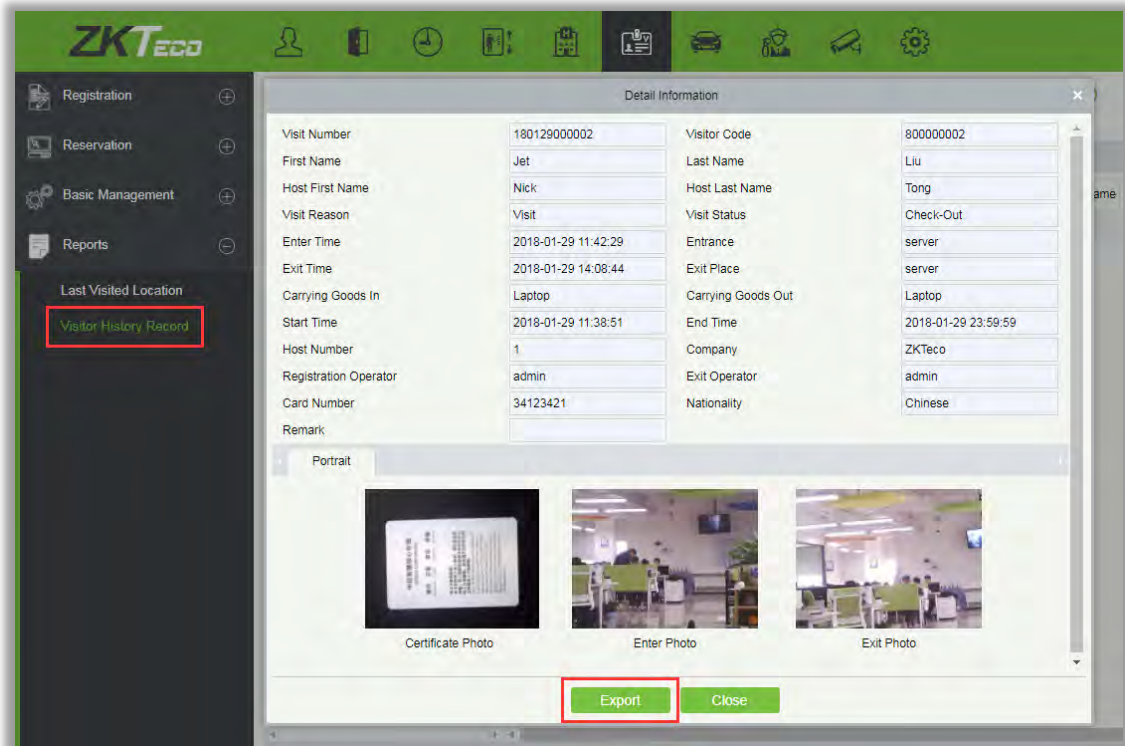 ZKTeco
Registration
Reservation
Basic Management
Reports
Last Visited Location
Visitor History Record
Detail Information
ame
Visit Number 180129000002 Visitor Code 800000002
First Name Jet Last Name Liu
Host First Name Nick Host Last Name Tong
Visit Reason Visit Visit Status Check-Out
Enter Time 2018-01-29 11:42:29 Entrance server
Exit Time 2018-01-29 14:08:44 Exit Place server
Carrying Goods In Laptop Carrying Goods Out Laptop
Start Time 2018-01-29 11:38:51 End Time 2018-01-29 23:59:59
Host Number 1 Company ZKTeco
Registration Operator admin Exit Operator admin
Card Number 34123421 Nationality Chinese
Remark
Portrait
Certificate Photo Enter Photo Exit Photo
Export Close